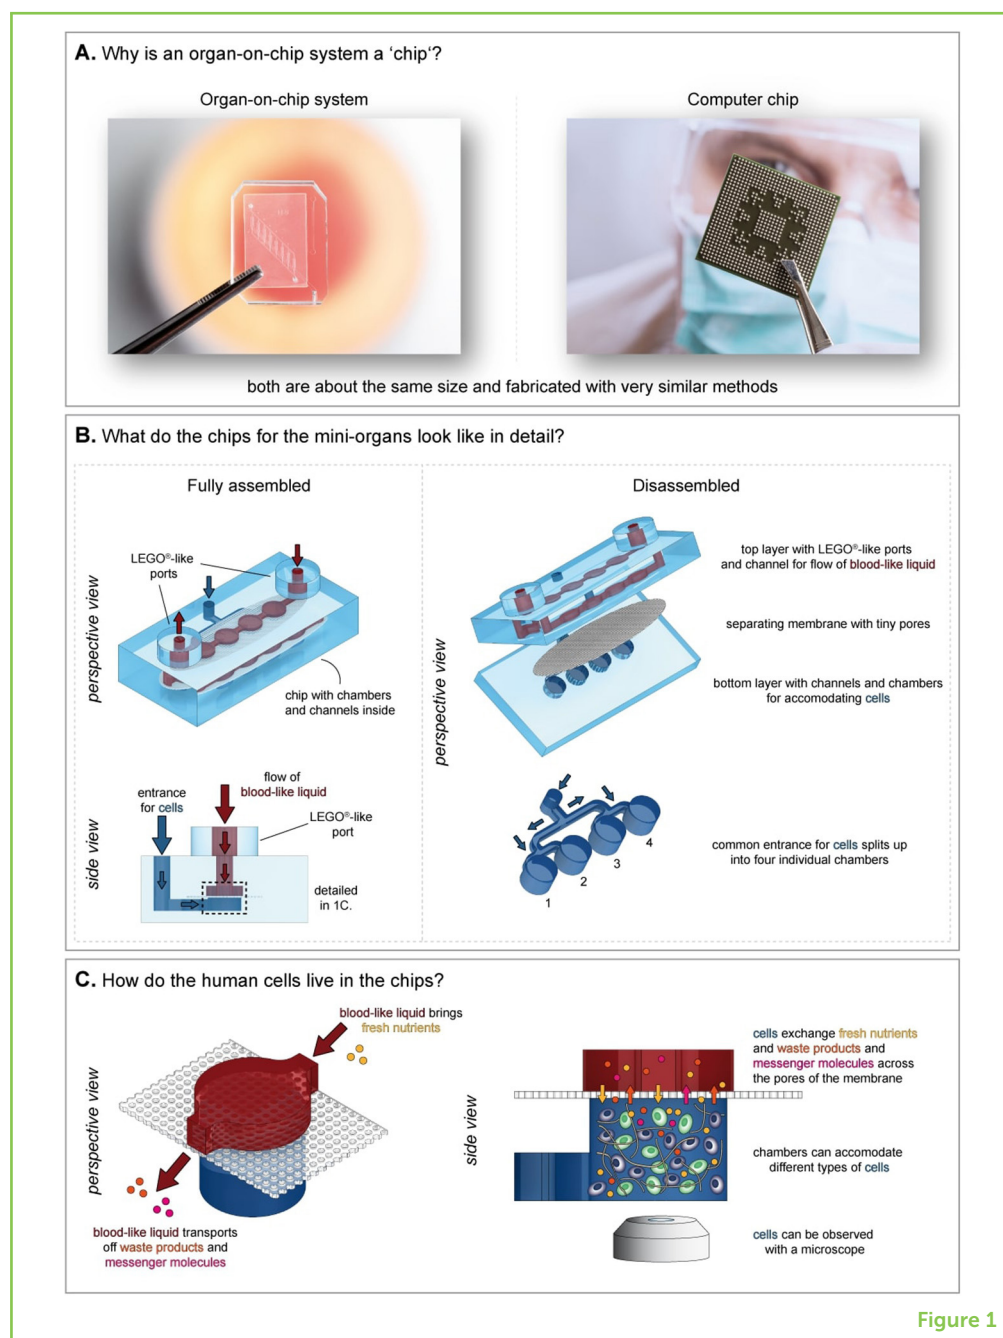 A. Why is an organ-on-chip system a 'chip'?
Organ-on-chip system
Computer chip
both are about the same size and fabricated with very similar methods
B. What do the chips for the mini-organs look like in detail?
Fully assembled
perspective view
LEGO®-like
ports
chip with chambers
and channels inside
side view
entrance
for cells
flow of
blood-like liquid
LEGO®-like
port
detailed
in 1C.
Disassembled
perspective view
top layer with LEGO®-like ports
and channel for flow of blood-like liquid
separating membrane with tiny pores
bottom layer with channels and chambers
for accomodating cells
1
2
3
4
common entrance for cells splits up
into four individual chambers
C. How do the human cells live in the chips?
perspective view
blood-like liquid brings
fresh nutrients
blood-like liquid transports
off waste products and
messenger molecules
side view
cells exchange fresh nutrients
and waste products and
messenger molecules across
the pores of the membrane
chambers can accomodate
different types of cells
cells can be observed
with a microscope
Figure 1